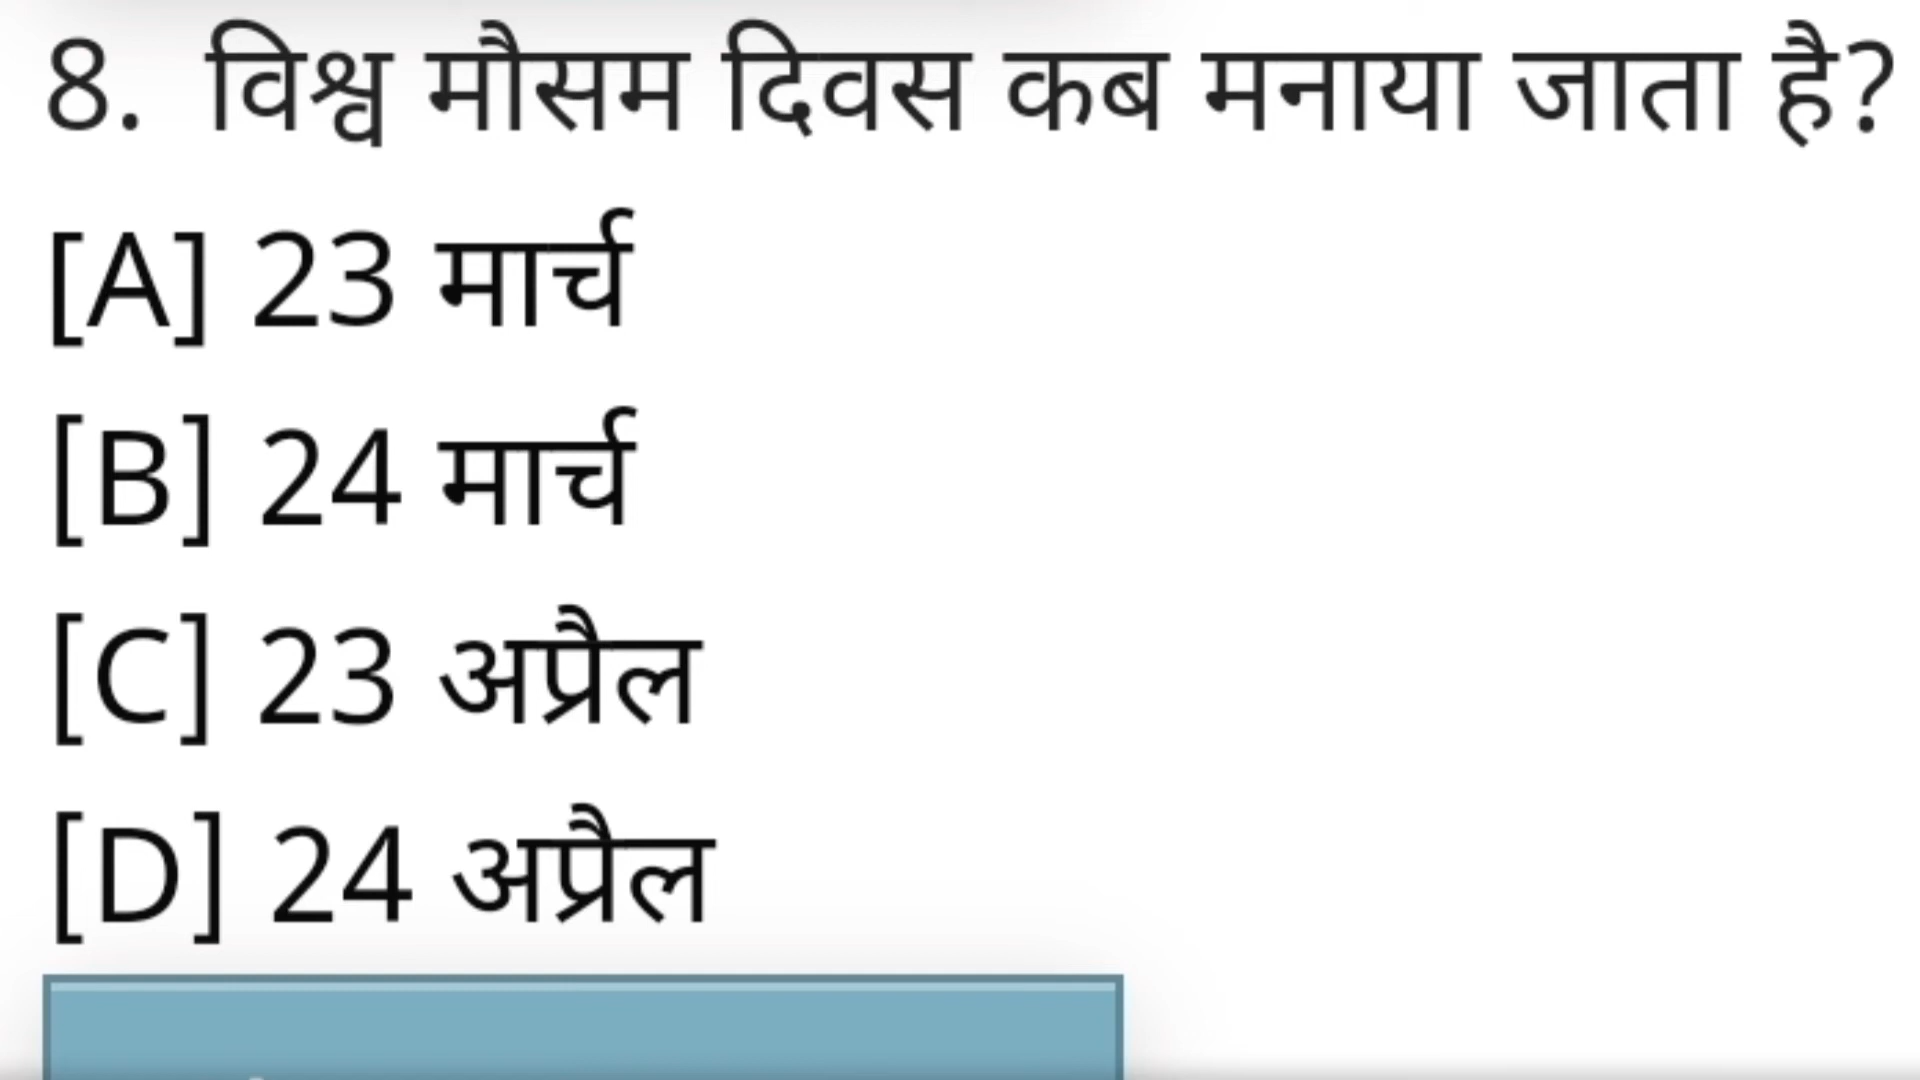 8. विश्व मौसम दिवस कब मनाया जाता है?
[A] 23 मार्च
[B] 24 मार्च
[C] 23 अप्रैल
[D] 24 अप्रैल